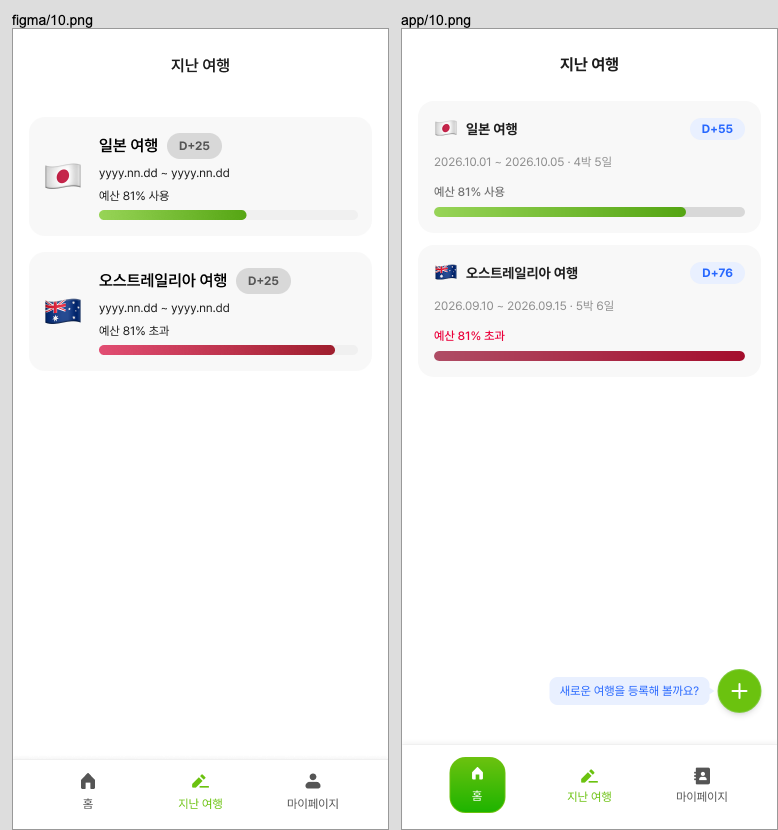 figma/10.png
지난 여행
일본 여행 D+25
yyyy.nn.dd ~ yyyy.nn.dd
예산 81% 사용
오스트레일리아 여행 D+25
yyyy.nn.dd ~ yyyy.nn.dd
예산 81% 초과
홈 지난 여행 마이페이지
app/10.png
지난 여행
일본 여행 D+55
2026.10.01 ~ 2026.10.05 · 4박 5일
예산 81% 사용
오스트레일리아 여행 D+76
2026.09.10 ~ 2026.09.15 · 5박 6일
예산 81% 초과
새로운 여행을 등록해 볼까요?
홈 지난 여행 마이페이지